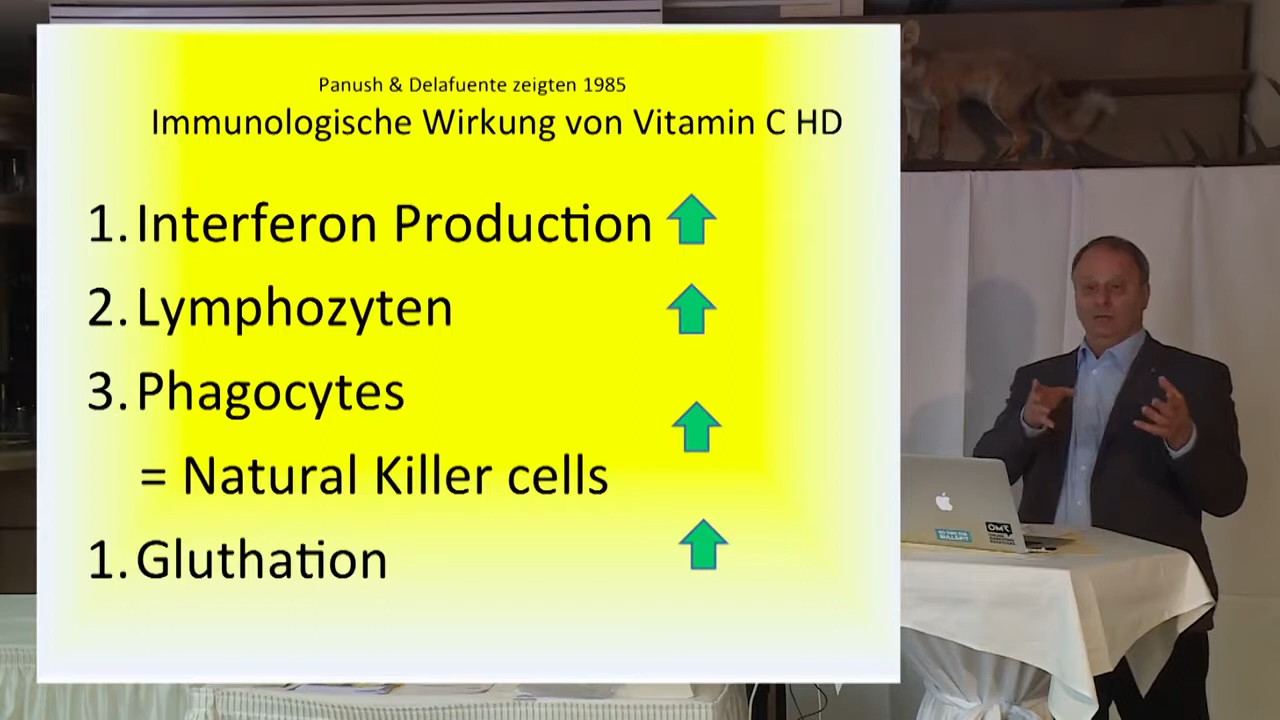 Panush & Delafuente zeigten 1985
Immunologische Wirkung von Vitamin C HD
1. Interferon Production
2. Lymphozyten
3. Phagocytes
= Natural Killer cells
1. Gluthation